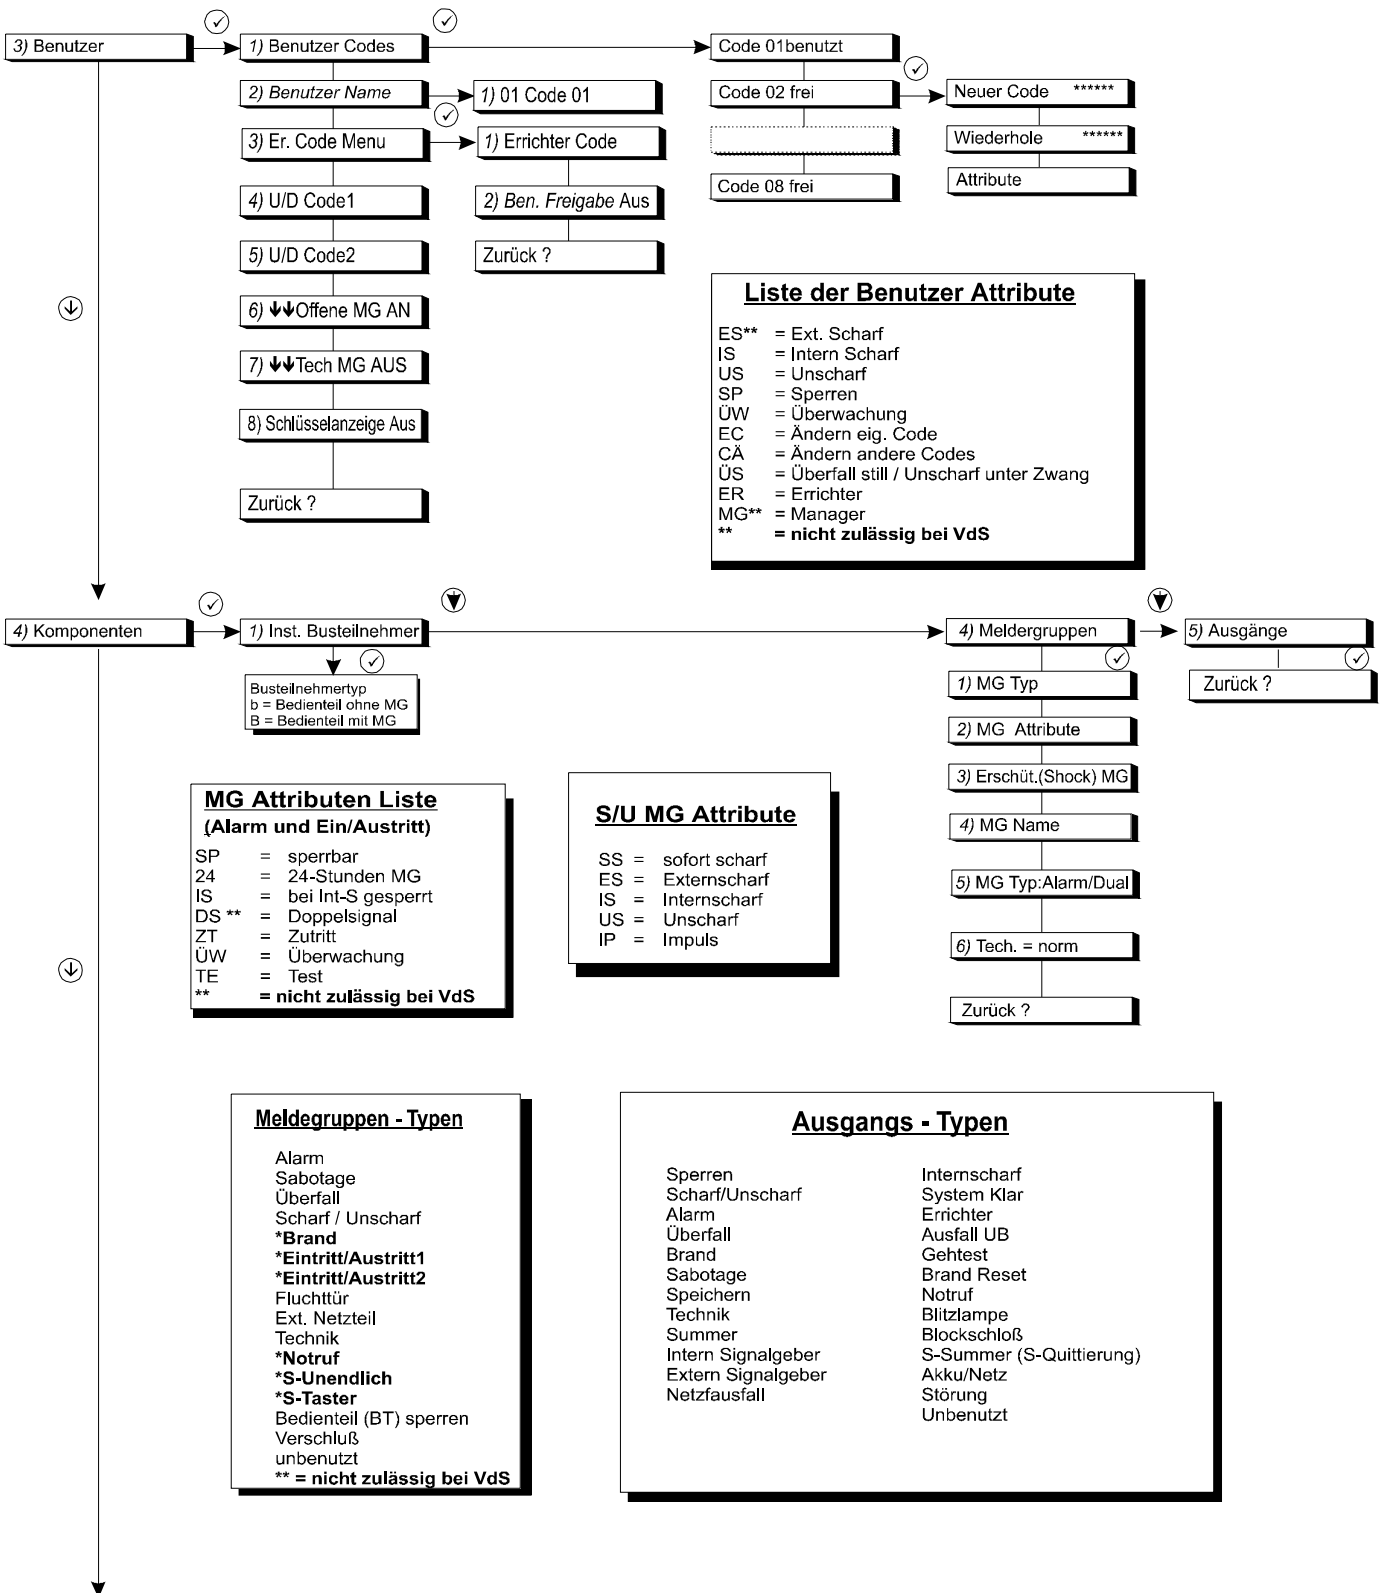 3) Benutzer
1) Benutzer Codes
2) Benutzer Name
3) Er. Code Menu
4) U/D Code1
5) U/D Code2
6) ↓↓Offene MG AN
7) ↓↓Tech MG AUS
8) Schlüsselanzeige Aus
Zurück ?
1) 01 Code 01
1) Errichter Code
2) Ben. Freigabe Aus
Zurück ?
Code 01benutzt
Code 02 frei
Code 08 frei
Neuer Code ******
Wiederhole ******
Attribute
Liste der Benutzer Attribute
ES** = Ext. Scharf
IS = Intern Scharf
US = Unscharf
SP = Sperren
ÜW = Überwachung
EC = Ändern eig. Code
CÄ = Ändern andere Codes
ÜS = Überfall still / Unscharf unter Zwang
ER = Errichter
MG** = Manager
** = nicht zulässig bei VdS
4) Komponenten
1) Inst. Busteilnehmer
Busteilnehmertyp
b = Bedienteil ohne MG
B = Bedienteil mit MG
4) Meldergruppen
1) MG Typ
2) MG Attribute
3) Erschüt.(Shock) MG
4) MG Name
5) MG Typ:Alarm/Dual
6) Tech. = norm
Zurück ?
5) Ausgänge
Zurück ?
MG Attributen Liste
(Alarm und Ein/Austritt)
SP = sperrbar
24 = 24-Stunden MG
IS = bei Int-S gesperrt
DS ** = Doppelsignal
ZT = Zutritt
ÜW = Überwachung
TE = Test
** = nicht zulässig bei VdS
S/U MG Attribute
SS = sofort scharf
ES = Externscharf
IS = Internscharf
US = Unscharf
IP = Impuls
Meldegruppen - Typen
Alarm
Sabotage
Überfall
Scharf / Unscharf
*Brand
*Eintritt/Austritt1
*Eintritt/Austritt2
Fluchttür
Ext. Netzteil
Technik
*Notruf
*S-Unendlich
*S-Taster
Bedienteil (BT) sperren
Verschluß
unbenutzt
** = nicht zulässig bei VdS
Ausgangs - Typen
Sperren
Scharf/Unscharf
Alarm
Überfall
Brand
Sabotage
Speichern
Technik
Summer
Intern Signalgeber
Extern Signalgeber
Netzfausfall
Internscharf
System Klar
Errichter
Ausfall UB
Gehtest
Brand Reset
Notruf
Blitzlampe
Blockschloß
S-Summer (S-Quittierung)
Akku/Netz
Störung
Unbenutzt